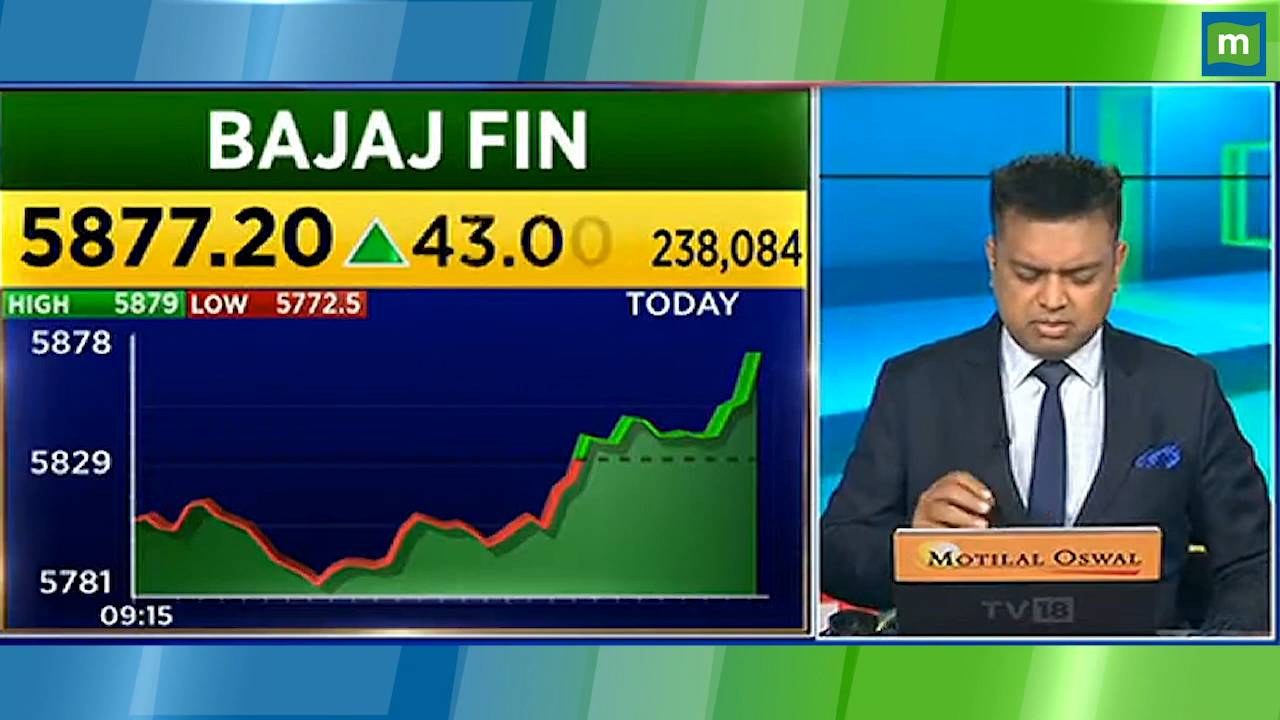 m
BAJAJ FIN
5877.20 ▲ 43.00 238,084
HIGH 5879 LOW 5772.5 TODAY
5878
5829
5781
09:15
MOTILAL OSWAL
TV18